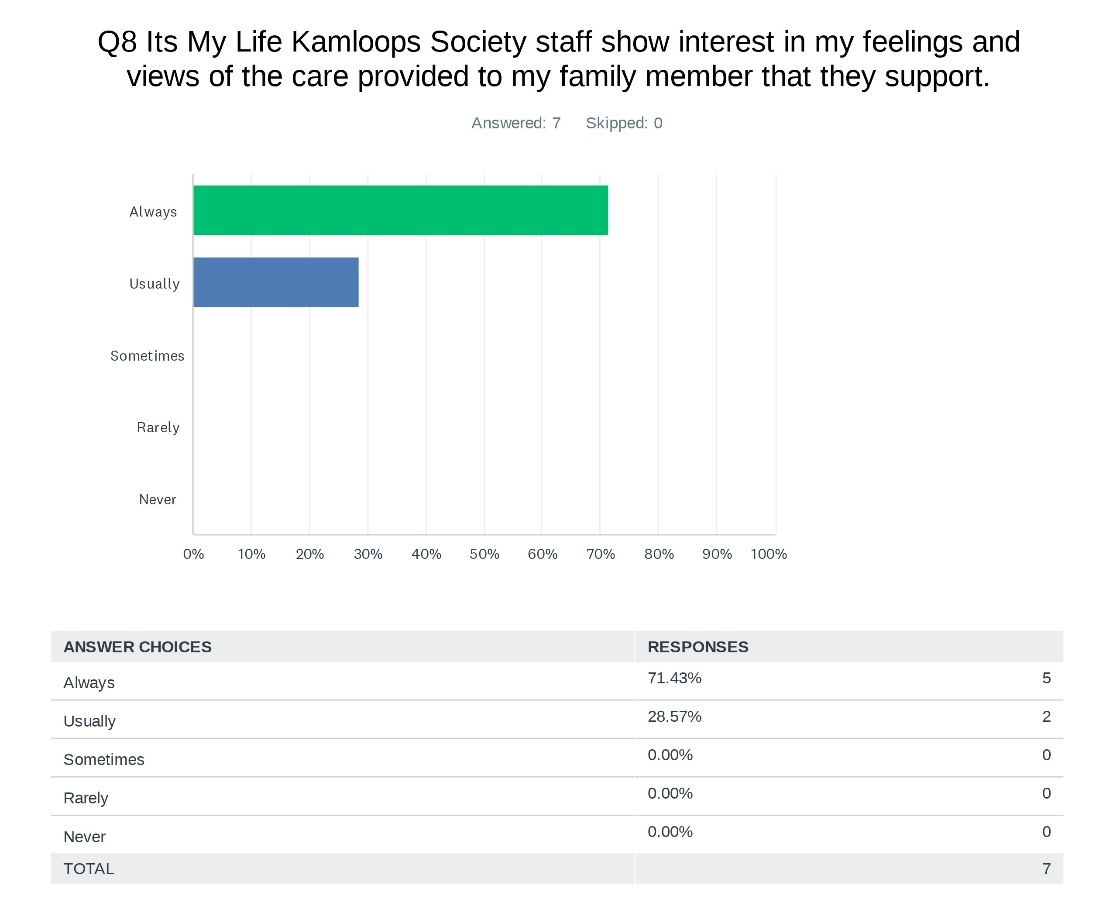 Q8 Its My Life Kamloops Society staff show interest in my feelings and
views of the care provided to my family member that they support.
Answered: 7 Skipped: 0
Always
Usually
Sometimes
Rarely
Never
0% 10% 20% 30% 40% 50% 60% 70% 80% 90% 100%
ANSWER CHOICES RESPONSES
Always 71.43% 5
Usually 28.57% 2
Sometimes 0.00% 0
Rarely 0.00% 0
Never 0.00% 0
TOTAL 7